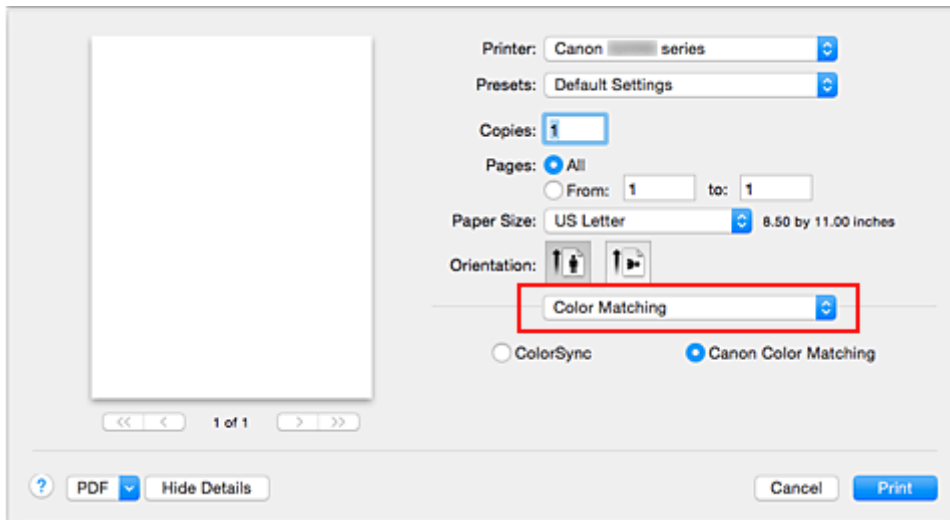 Printer: Canon series
Presets: Default Settings
Copies: 1
Pages: All
From: 1 to: 1
Paper Size: US Letter 8.50 by 11.00 inches
Orientation:
Color Matching
ColorSync Canon Color Matching
<< < 1 of 1 > >>
? PDF Hide Details Cancel Print